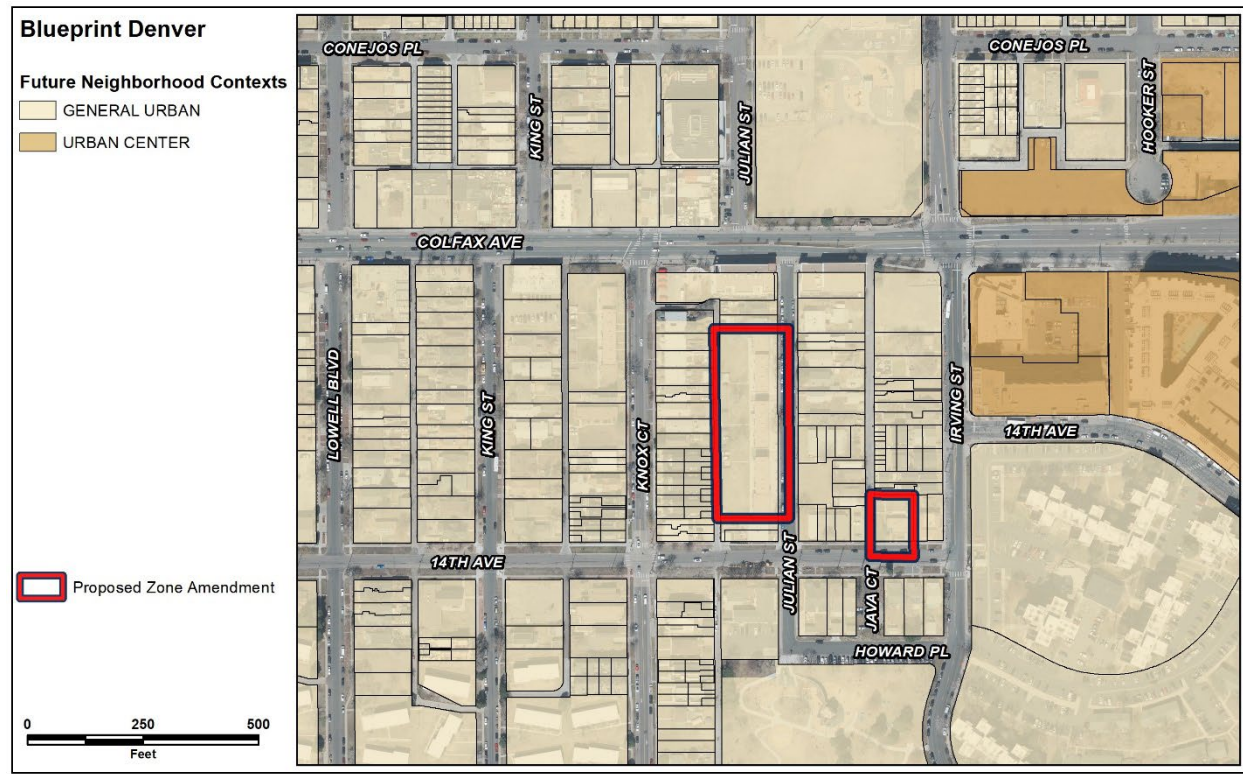 Blueprint Denver
Future Neighborhood Contexts
GENERAL URBAN
URBAN CENTER
Proposed Zone Amendment
0 250 500
Feet
CONEJOS PL
CONEJOS PL
KING ST
JULIAN ST
HOOKER ST
COLFAX AVE
LOWELL BLVD
KING ST
KNOX CT
IRVING ST
14TH AVE
14TH AVE
JULIAN ST
JAVA CT
HOWARD PL